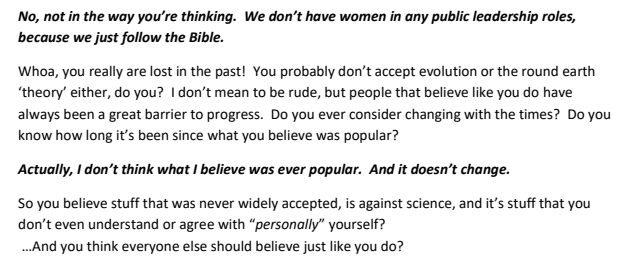 No, not in the way you’re thinking.  We don’t have women in any public leadership roles,
because we just follow the Bible.
Whoa, you really are lost in the past!  You probably don’t accept evolution or the round earth
‘theory’ either, do you?  I don’t mean to be rude, but people that believe like you do have
always been a great barrier to progress.  Do you ever consider changing with the times?  Do you
know how long it’s been since what you believe was popular?
Actually, I don’t think what I believe was ever popular.  And it doesn’t change.
So you believe stuff that was never widely accepted, is against science, and it’s stuff that you
don’t even understand or agree with “personally” yourself?
…And you think everyone else should believe just like you do?